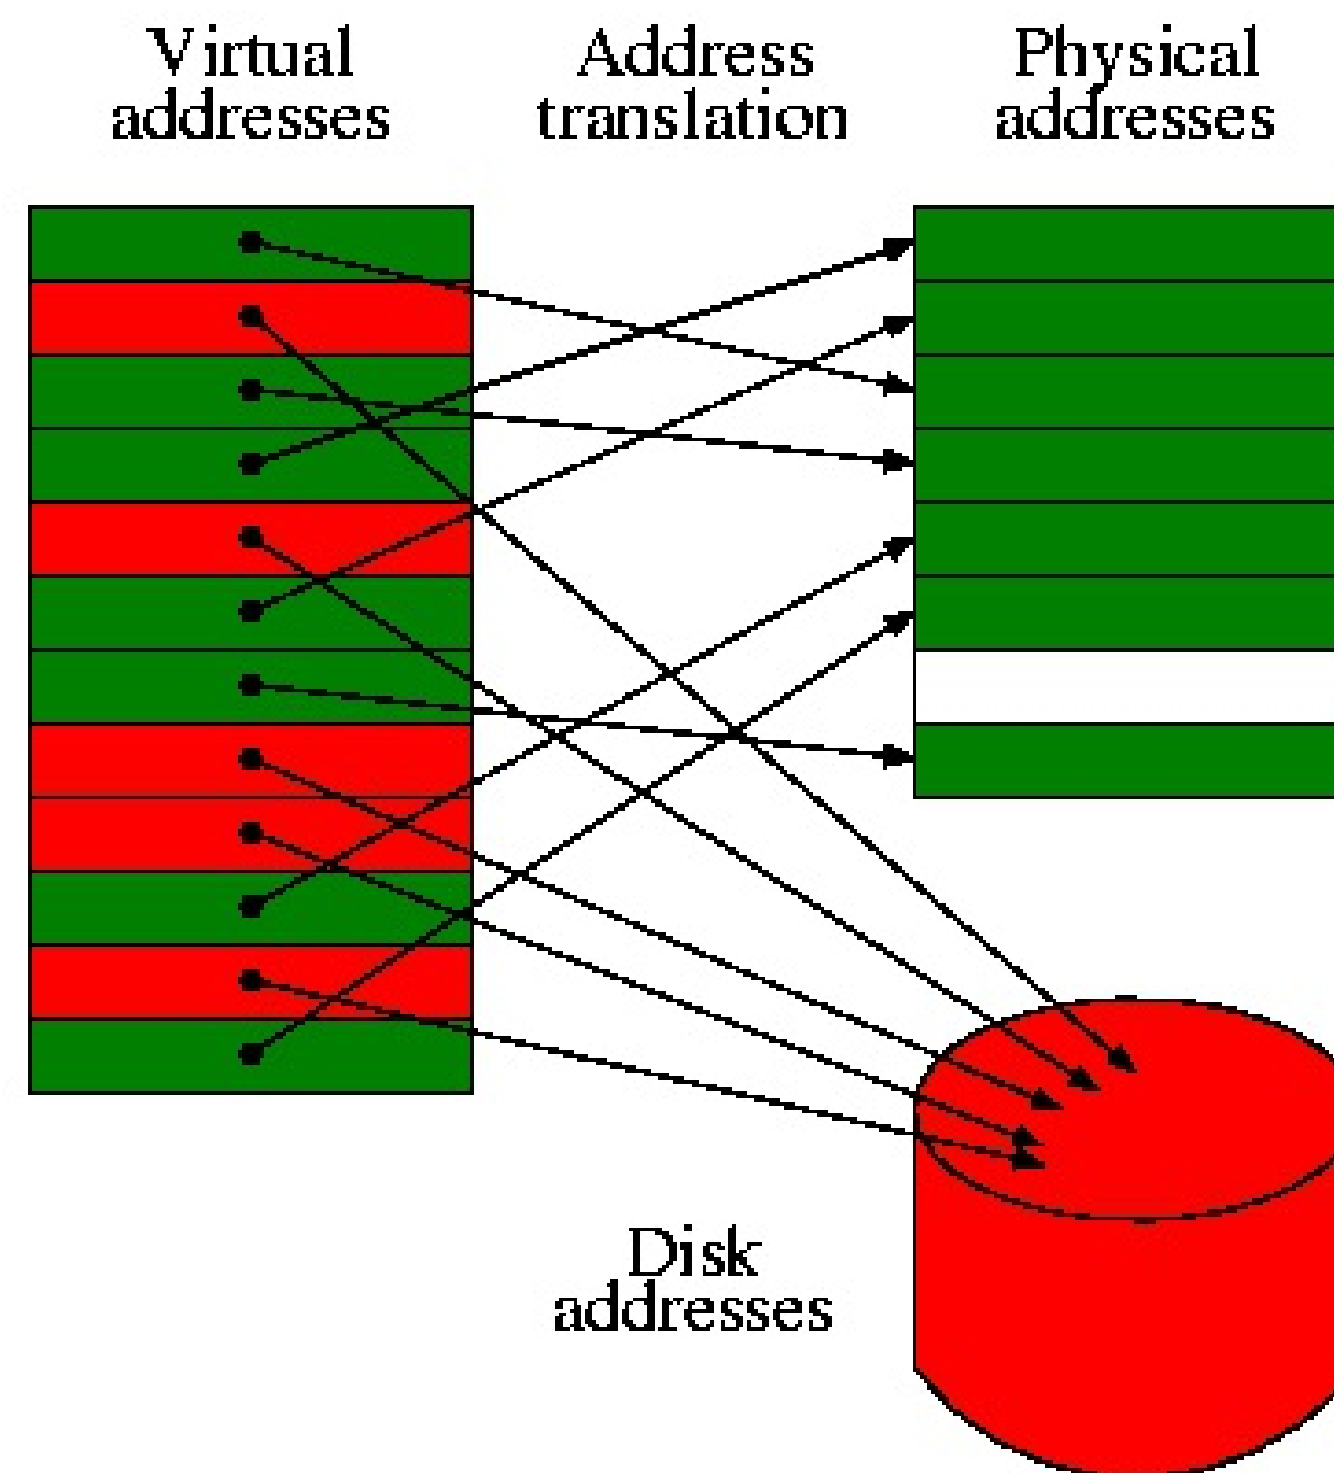 Virtual
addresses
Address
translation
Physical
addresses
Disk
addresses